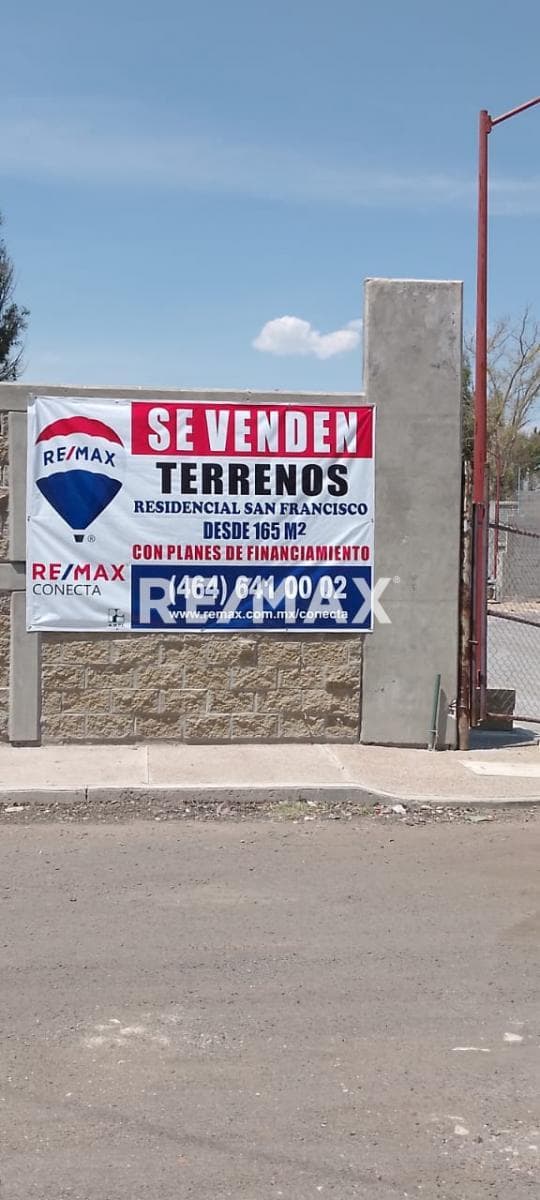 SE VENDEN
RE/MAX
®
TERRENOS
RESIDENCIAL SAN FRANCISCO
DESDE 165 M²
CON PLANES DE FINANCIAMIENTO
RE/MAX
CONECTA
(464) 641 00 02
www.remax.com.mx/conecta
RE/MAX®